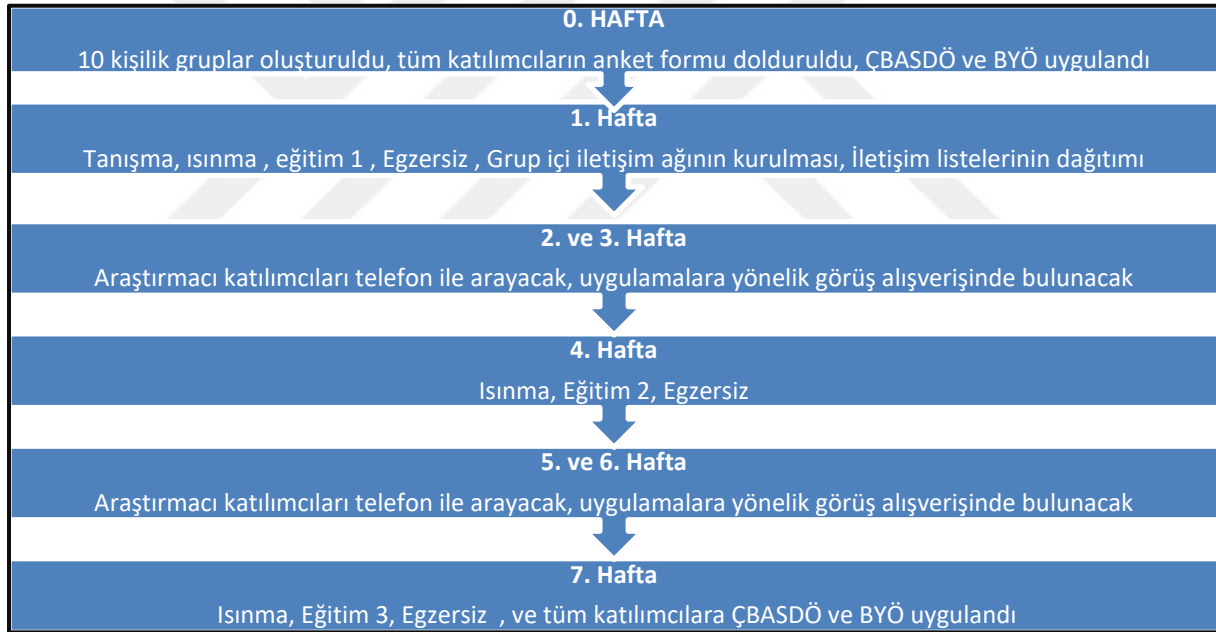 0. HAFTA
10 kişilik gruplar oluşturuldu, tüm katılımcıların anket formu dolduruldu, ÇBASDÖ ve BYÖ uygulandı
1. Hafta
Tanışma, ısınma , eğitim 1 , Egzersiz , Grup içi iletişim ağının kurulması, İletişim listelerinin dağıtımı
2. ve 3. Hafta
Araştırmacı katılımcıları telefon ile arayacak, uygulamalara yönelik görüş alışverişinde bulunacak
4. Hafta
Isınma, Eğitim 2, Egzersiz
5. ve 6. Hafta
Araştırmacı katılımcıları telefon ile arayacak, uygulamalara yönelik görüş alışverişinde bulunacak
7. Hafta
Isınma, Eğitim 3, Egzersiz , ve tüm katılımcılara ÇBASDÖ ve BYÖ uygulandı